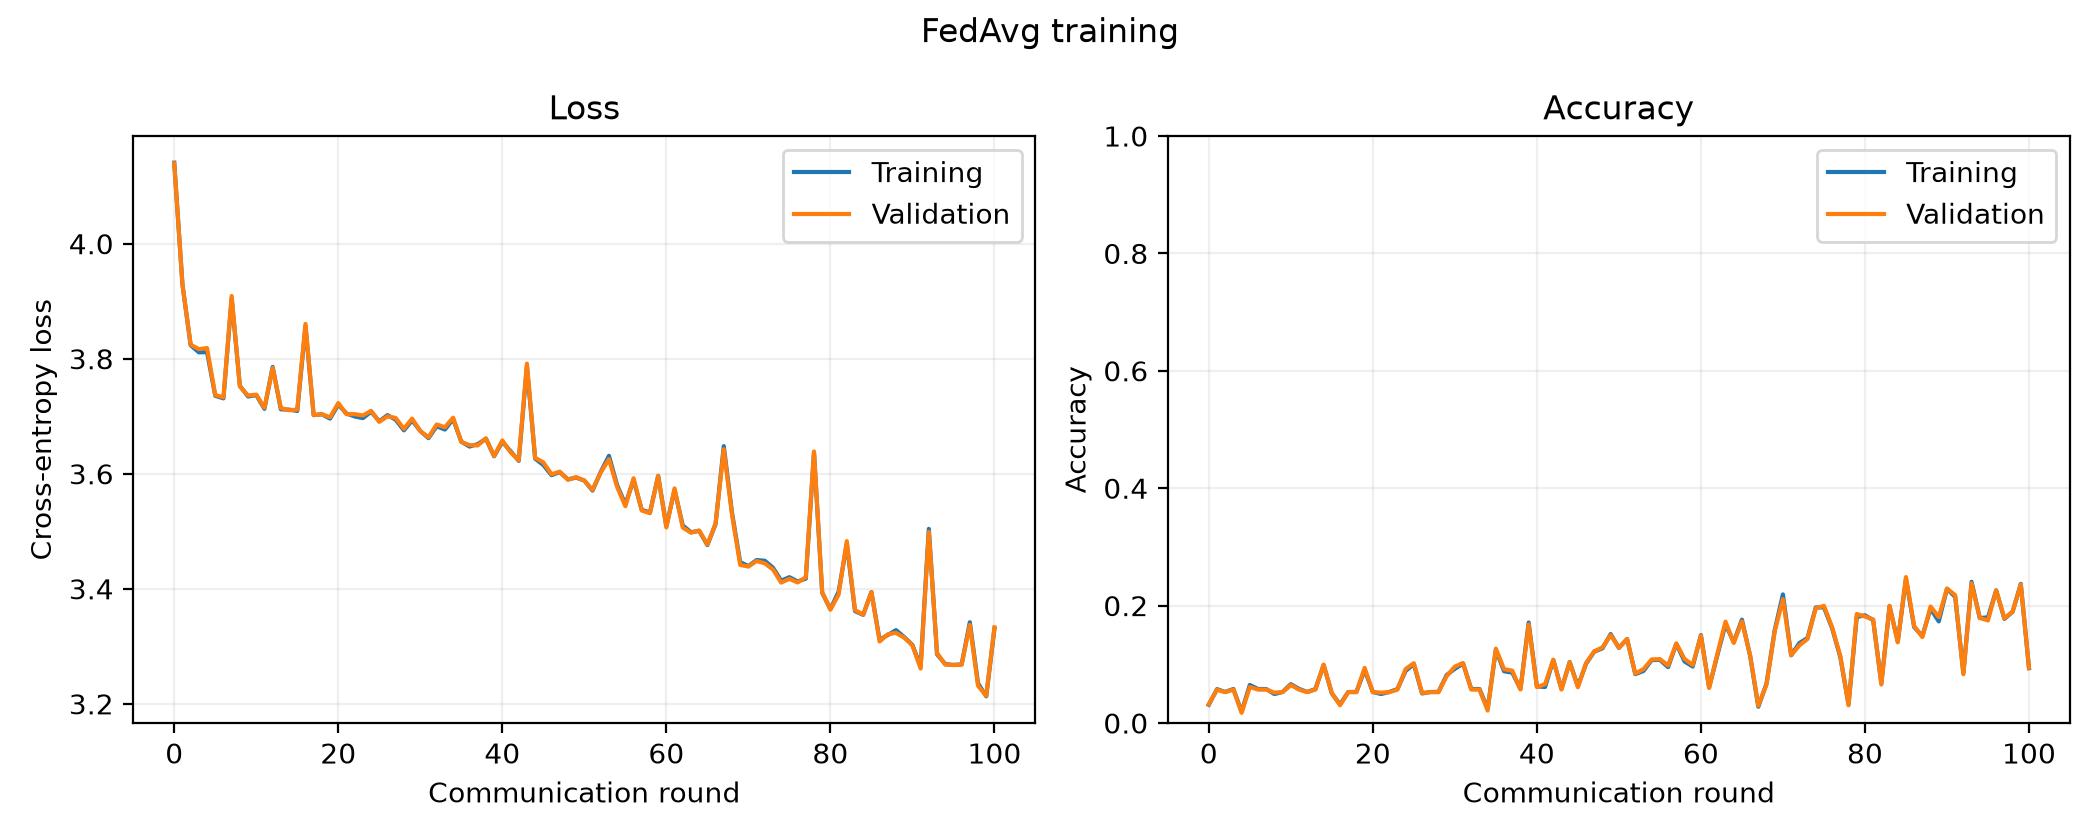 FedAvg training
Loss
Cross-entropy loss
4.0
3.8
3.6
3.4
3.2
Training
Validation
0 20 40 60 80 100
Communication round
Accuracy
Accuracy
1.0
0.8
0.6
0.4
0.2
0.0
Training
Validation
0 20 40 60 80 100
Communication round